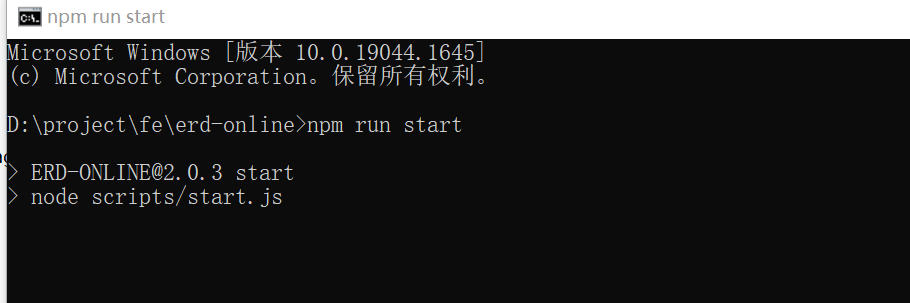 npm run start
Microsoft Windows [版本 10.0.19044.1645]
(c) Microsoft Corporation。保留所有权利。
D:\project\fe\erd-online>npm run start
> ERD-ONLINE@2.0.3 start
> node scripts/start.js